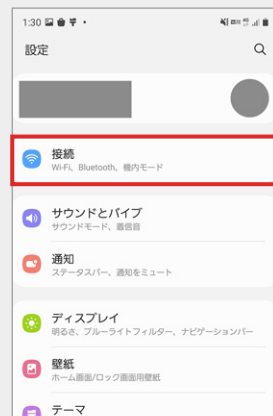 1:30
設定
接続
Wi-Fi、Bluetooth、機内モード
サウンドとバイブ
サウンドモード、着信音
通知
ステータスバー、通知をミュート
ディスプレイ
明るさ、ブルーライトフィルター、ナビゲーションバー
壁紙
ホーム画面/ロック画面用壁紙
テーマ